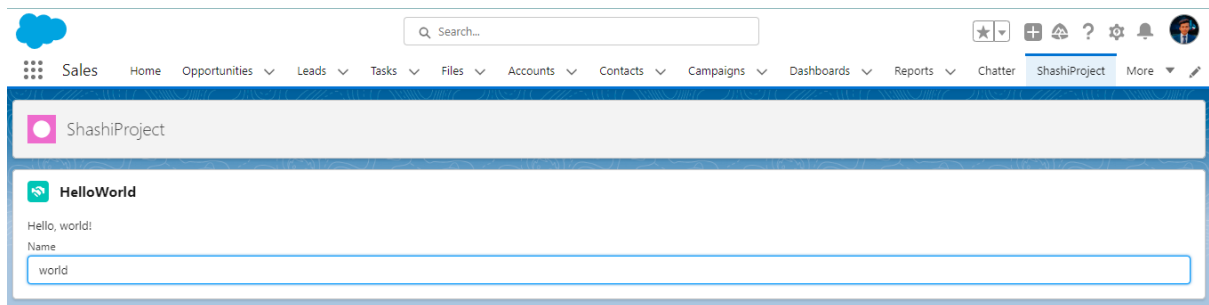 Search...
Sales Home Opportunities Leads Tasks Files Accounts Contacts Campaigns Dashboards Reports Chatter ShashiProject More
ShashiProject
HelloWorld
Hello, world!
Name
world